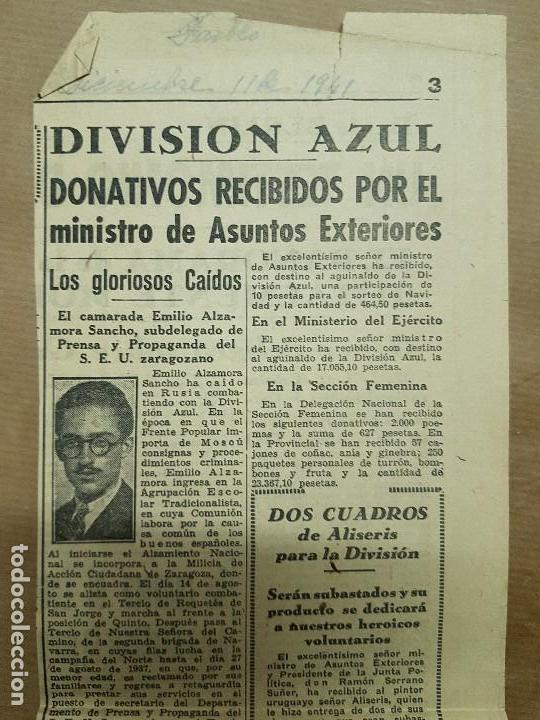 Pueblo
Diciembre 11 de 1941
3
DIVISION AZUL
DONATIVOS RECIBIDOS POR EL
ministro de Asuntos Exteriores
Los gloriosos Caídos
El camarada Emilio Alza-
mora Sancho, subdelegado de
Prensa y Propaganda del
S. E. U. zaragozano
Emilio Alzamora
Sancho ha caído
en Rusia comba-
tiendo con la Divi-
sión Azul. En la
época en que el
Frente Popular im-
porta de Moscú
consignas y proce-
dimientos crimina-
les, Emilio Alza-
mora ingresa en la
Agrupación Esco-
lar Tradicionalista,
en cuya Comunión
labora por la cau-
sa común de los
buenos españoles.
Al iniciarse el Alzamiento Nacio-
nal se incorpora a la Milicia de
Acción Ciudadana de Zaragoza, don-
de se encuadra. El día 14 de agos-
to se alista como voluntario comba-
tiente en el Tercio de Requetés de
San Jorge y marcha al frente a la
posición de Quinto. Después pasa al
Tercio de Nuestra Señora del Ca-
mino, de la segunda brigada de Na-
varra, en cuyas filas lucha en la
campaña del Norte hasta el día 27
de agosto de 1937, en que, por ser
menor de edad, es reclamado por sus
familiares y regresa a retaguardia
para prestar sus servicios en el
puesto de secretario del Departa-
mento de Prensa y Propaganda del
El excelentísimo señor ministro
de Asuntos Exteriores ha recibido,
con destino al aguinaldo de la Di-
visión Azul, una participación de
10 pesetas para el sorteo de Navi-
dad y la cantidad de 464,50 pesetas.
En el Ministerio del Ejército
El excelentísimo señor ministro
del Ejército ha recibido, con destino
al aguinaldo de la División Azul, la
cantidad de 17.055,10 pesetas.
En la Sección Femenina
En la Delegación Nacional de la
Sección Femenina se han recibido
los siguientes donativos: 2.000 poe-
mas y la suma de 627 pesetas. En
la Provincial se han recibido 57 ca-
jones de coñac, anís y ginebra; 250
paquetes personales de turrón, bom-
bones y fruta y la cantidad de
23.367,10 pesetas.
DOS CUADROS
de Aliseris
para la División
Serán subastados y su
producto se dedicará
a nuestros heroicos
voluntarios
El excelentísimo señor mi-
nistro de Asuntos Exteriores
y Presidente de la Junta Po-
lítica, don Ramón Serrano
Suñer, ha recibido al pintor
uruguayo señor Aliseris, quien
le hizo entrega de dos de sus
todocoleccion